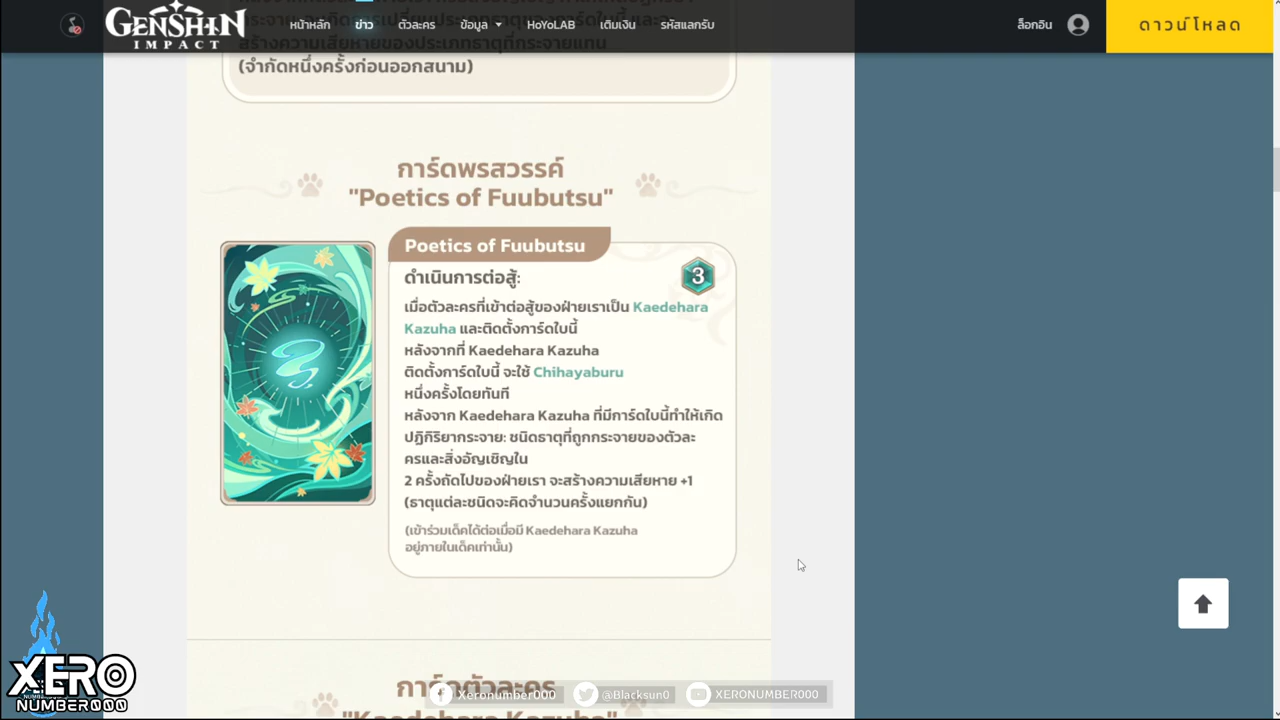 GENSHIN
IMPACT
หน้าหลัก ข่าว ตัวละคร ข้อมูล HoYoLAB เติมเงิน รหัสแลกรับ ล็อกอิน ดาวน์โหลด
สร้างความเสียหายของประเภทธาตุที่กระจายแทน
(จำกัดหนึ่งครั้งก่อนออกสนาม)
การ์ดพรสวรรค์
"Poetics of Fuubutsu"
Poetics of Fuubutsu
ดำเนินการต่อสู้:
3
เมื่อตัวละครที่เข้าต่อสู้ของฝ่ายเราเป็น Kaedehara
Kazuha และติดตั้งการ์ดใบนี้
หลังจากที่ Kaedehara Kazuha
ติดตั้งการ์ดใบนี้ จะใช้ Chihayaburu
หนึ่งครั้งโดยทันที
หลังจาก Kaedehara Kazuha ที่มีการ์ดใบนี้ทำให้เกิด
ปฏิกิริยากระจาย: ชนิดธาตุที่ถูกกระจายของตัวละ
ครและสิ่งอัญเชิญใน
2 ครั้งถัดไปของฝ่ายเรา จะสร้างความเสียหาย +1
(ธาตุแต่ละชนิดจะคิดจำนวนครั้งแยกกัน)
(เข้าร่วมเด็คได้ต่อเมื่อมี Kaedehara Kazuha
อยู่ภายในเด็คเท่านั้น)
การ์ดตัวละคร
"Kaedehara Kazuha"
XERO
NUMBER000
Xeronumber000 @Blacksun0 XERONUMBER000